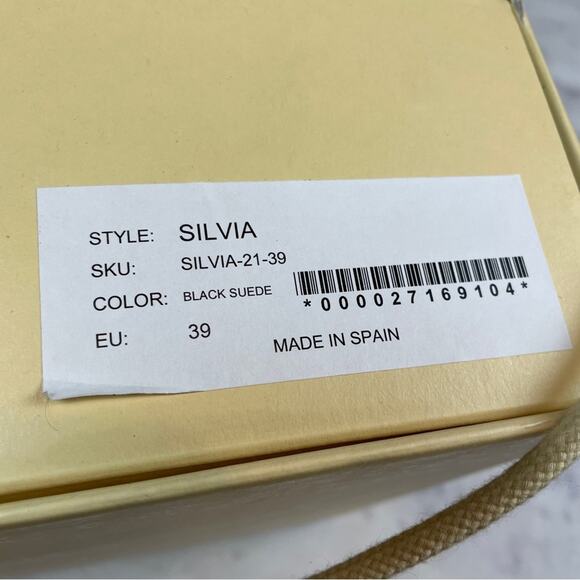 STYLE: SILVIA
SKU: SILVIA-21-39
COLOR: BLACK SUEDE
*000027169104*
EU: 39
MADE IN SPAIN